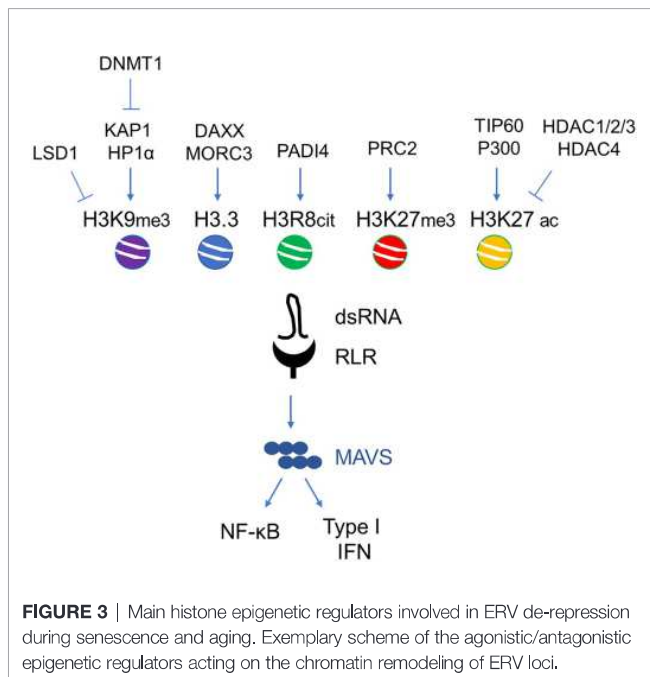 DNMT1
LSD1
KAP1
HP1α
DAXX
MORC3
PADI4
PRC2
TIP60
P300
HDAC1/2/3
HDAC4
H3K9me3 H3.3 H3R8cit H3K27me3 H3K27 ac
dsRNA
RLR
MAVS
NF-κB
Type I
IFN
FIGURE 3 | Main histone epigenetic regulators involved in ERV de-repression
during senescence and aging. Exemplary scheme of the agonistic/antagonistic
epigenetic regulators acting on the chromatin remodeling of ERV loci.